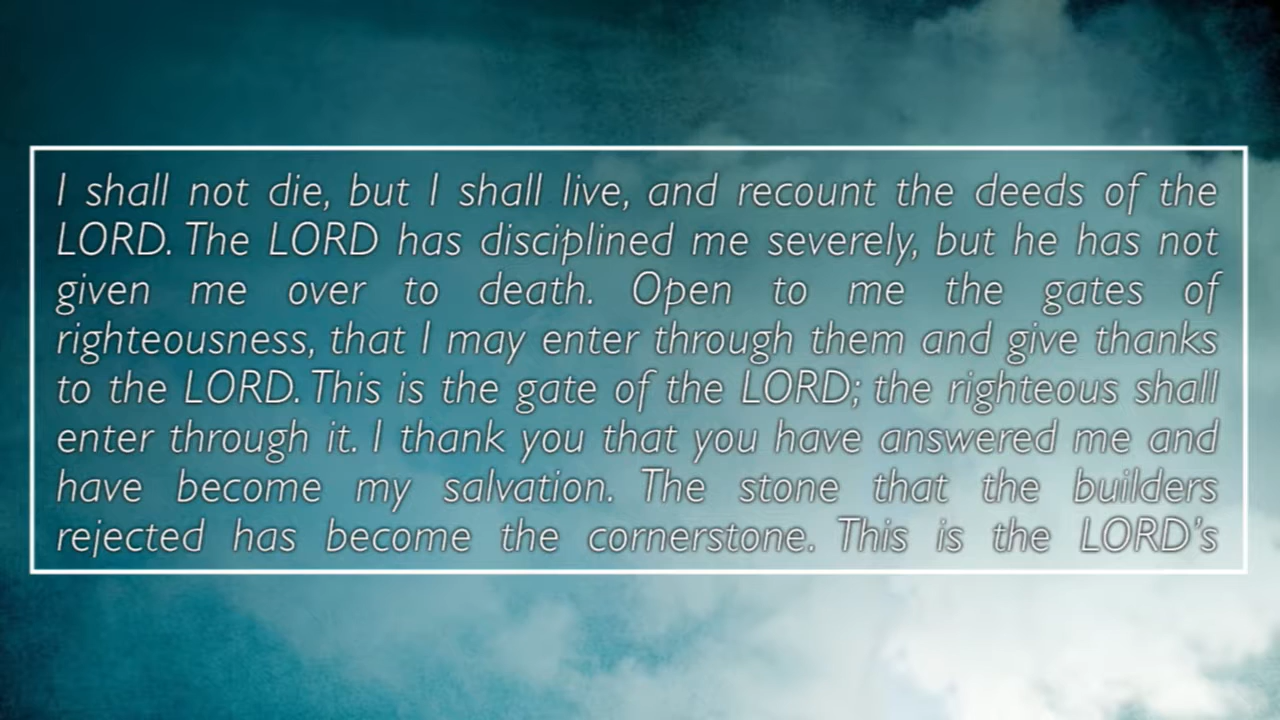 I shall not die, but I shall live, and recount the deeds of the
LORD. The LORD has disciplined me severely, but he has not
given me over to death. Open to me the gates of
righteousness, that I may enter through them and give thanks
to the LORD. This is the gate of the LORD; the righteous shall
enter through it. I thank you that you have answered me and
have become my salvation. The stone that the builders
rejected has become the cornerstone. This is the LORD’s